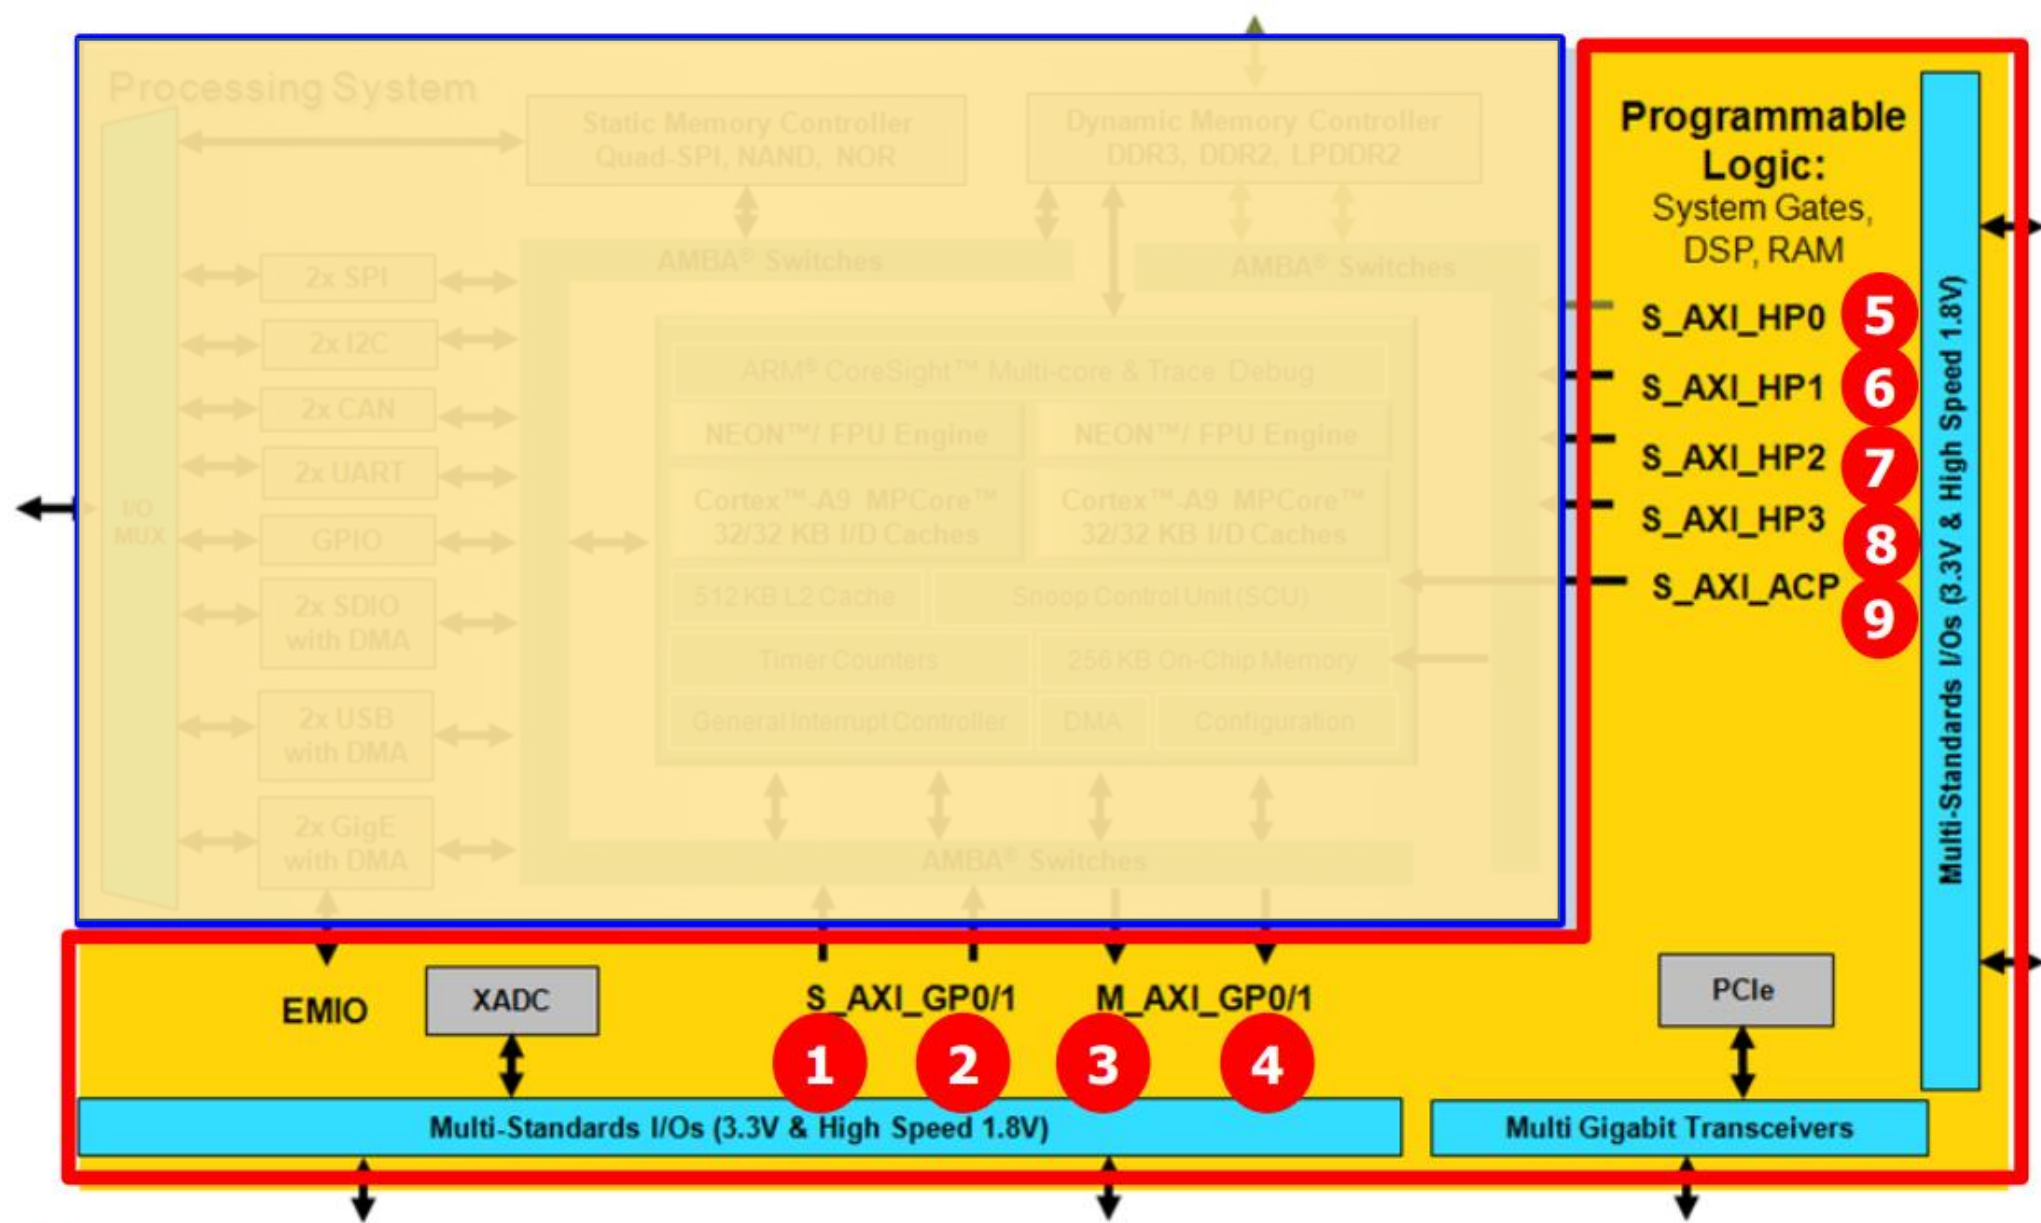 Processing System
Static Memory Controller
Quad-SPI, NAND, NOR
Dynamic Memory Controller
DDR3, DDR2, LPDDR2
AMBA® Switches
AMBA® Switches
I/O
MUX
2x SPI
2x I2C
2x CAN
2x UART
GPIO
2x SDIO
with DMA
2x USB
with DMA
2x GigE
with DMA
ARM® CoreSight™ Multi-core & Trace Debug
NEON™/ FPU Engine
NEON™/ FPU Engine
Cortex™-A9 MPCore™
32/32 KB I/D Caches
Cortex™-A9 MPCore™
32/32 KB I/D Caches
512 KB L2 Cache
Snoop Control Unit (SCU)
Timer Counters
256 KB On-Chip Memory
General Interrupt Controller
DMA
Configuration
AMBA® Switches
Programmable
Logic:
System Gates,
DSP, RAM
S_AXI_HP0 5
S_AXI_HP1 6
S_AXI_HP2 7
S_AXI_HP3 8
S_AXI_ACP 9
Multi-Standards I/Os (3.3V & High Speed 1.8V)
EMIO
XADC
S_AXI_GP0/1
M_AXI_GP0/1
PCIe
1 2 3 4
Multi-Standards I/Os (3.3V & High Speed 1.8V)
Multi Gigabit Transceivers